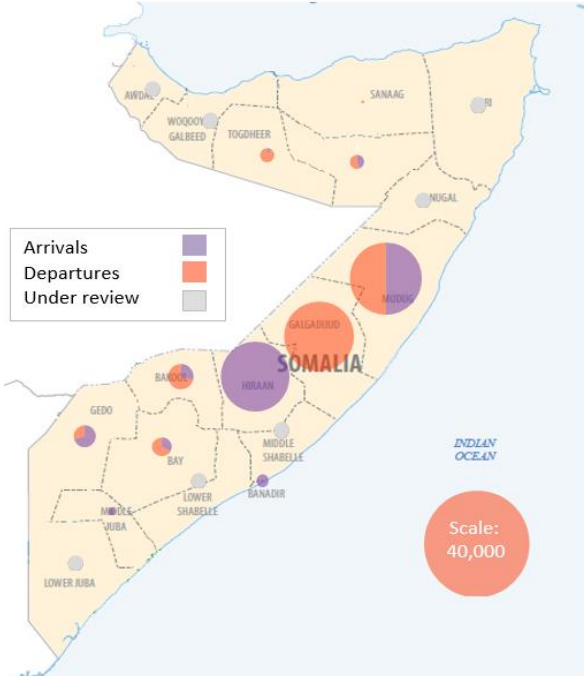 AWDAL
SANAAG
WOQOOYI
GALBEED
TOGDHEER
RI
NUGAL
Arrivals
Departures
Under review
MUDUG
GALGADUUD
SOMALIA
BAKOOL
HIRAAN
GEDO
BAY
MIDDLE
SHABELLE
INDIAN
OCEAN
BANADIR
LOWER
SHABELLE
MIDDLE
JUBA
LOWER JUBA
Scale:
40,000